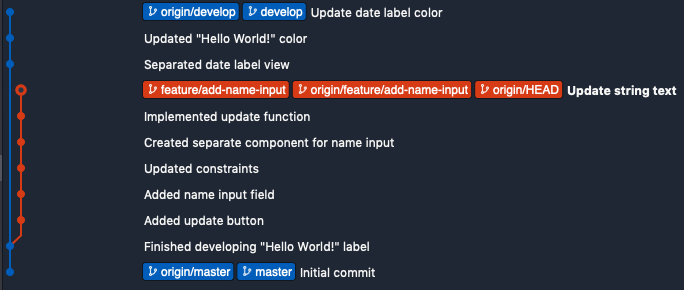 origin/develop develop Update date label color
Updated "Hello World!" color
Separated date label view
feature/add-name-input origin/feature/add-name-input origin/HEAD Update string text
Implemented update function
Created separate component for name input
Updated constraints
Added name input field
Added update button
Finished developing "Hello World!" label
origin/master master Initial commit